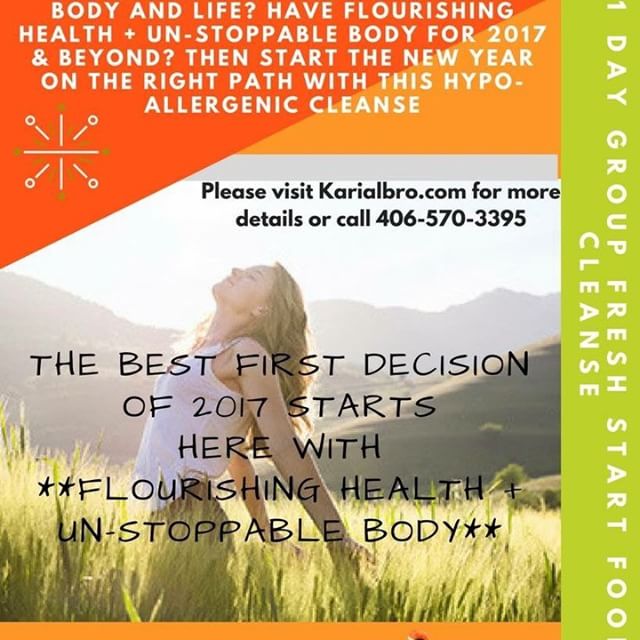 BODY AND LIFE? HAVE FLOURISHING
HEALTH + UN-STOPPABLE BODY FOR 2017
& BEYOND? THEN START THE NEW YEAR
ON THE RIGHT PATH WITH THIS HYPO-
ALLERGENIC CLEANSE
Please visit Karialbro.com for more
details or call 406-570-3395
THE BEST FIRST DECISION
OF 2017 STARTS
HERE WITH
**FLOURISHING HEALTH +
UN-STOPPABLE BODY**
1 DAY GROUP FRESH START FOO
CLEANSE